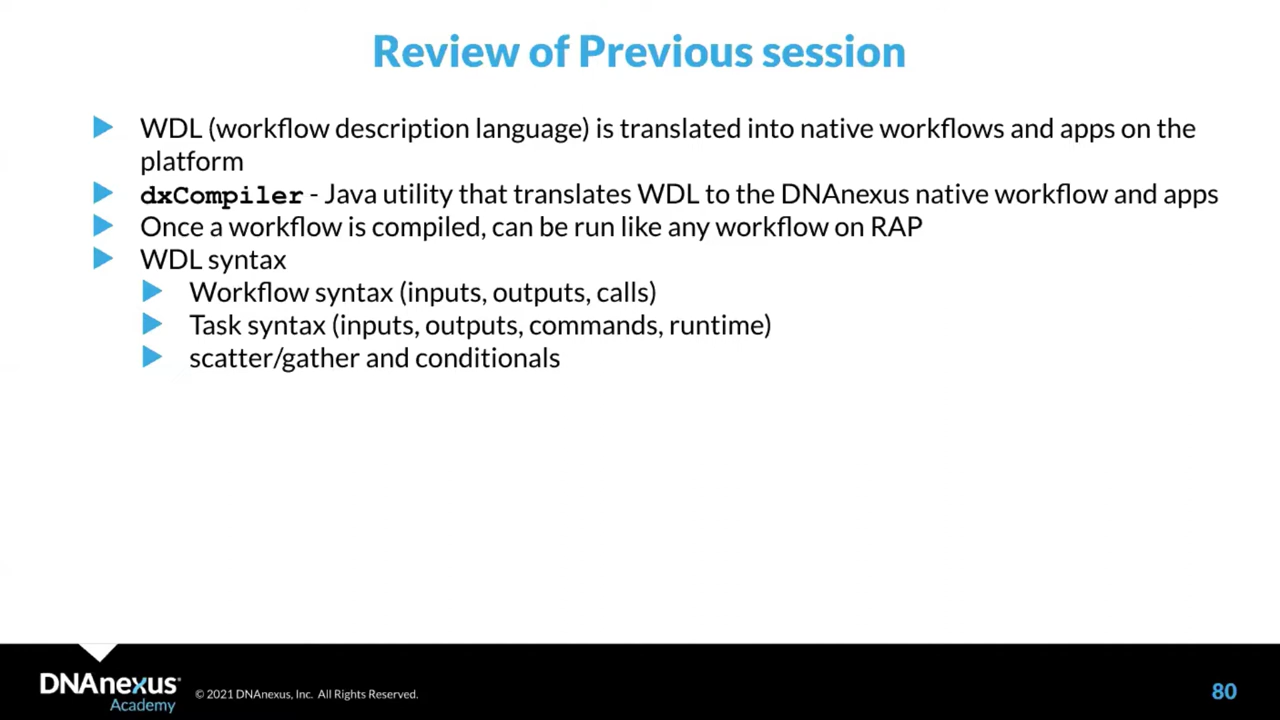 Review of Previous session
WDL (workflow description language) is translated into native workflows and apps on the
platform
dxCompiler - Java utility that translates WDL to the DNAnexus native workflow and apps
Once a workflow is compiled, can be run like any workflow on RAP
WDL syntax
Workflow syntax (inputs, outputs, calls)
Task syntax (inputs, outputs, commands, runtime)
scatter/gather and conditionals
DNAnexus
Academy
© 2021 DNAnexus, Inc. All Rights Reserved.
80